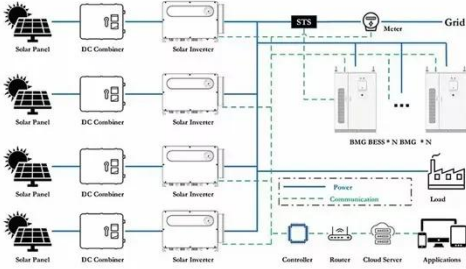 STS
Meter
Grid
Solar Panel
DC Combiner
Solar Inverter
Solar Panel
DC Combiner
Solar Inverter
BMG BESS * N BMG * N
Solar Panel
DC Combiner
Solar Inverter
Power
Communication
Load
Solar Panel
DC Combiner
Solar Inverter
Controller
Router
Cloud Server
Applications